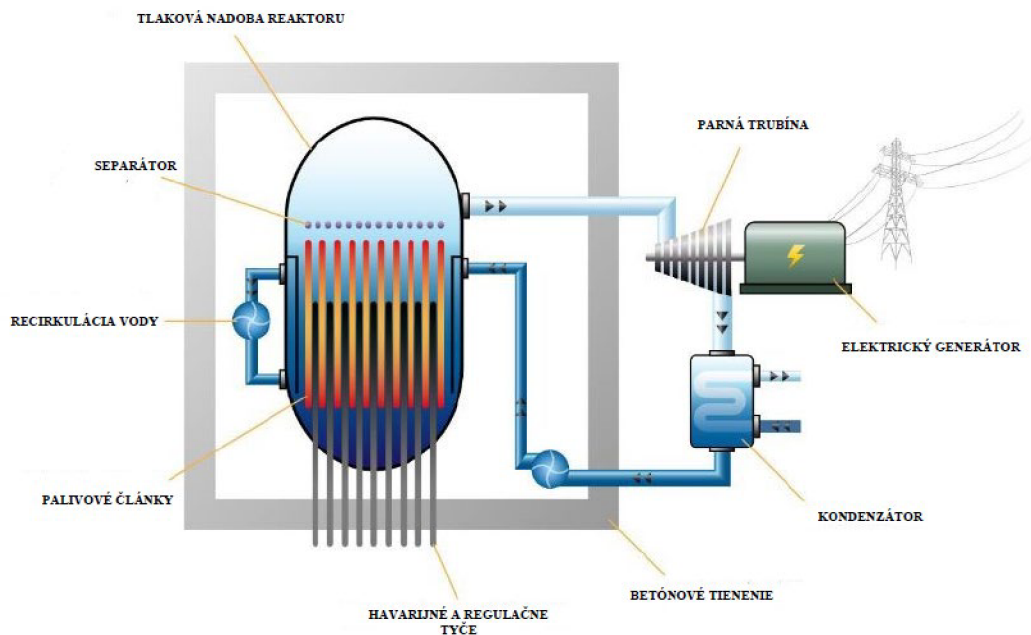 TLAKOVÁ NADOBA REAKTORU
PARNÁ TRUBÍNA
SEPARÁTOR
RECIRKULÁCIA VODY
ELEKTRICKÝ GENERÁTOR
PALIVOVÉ ČLÁNKY
KONDENZÁTOR
BETÓNOVÉ TIENENIE
HAVARIJNÉ A REGULAČNE
TYČE